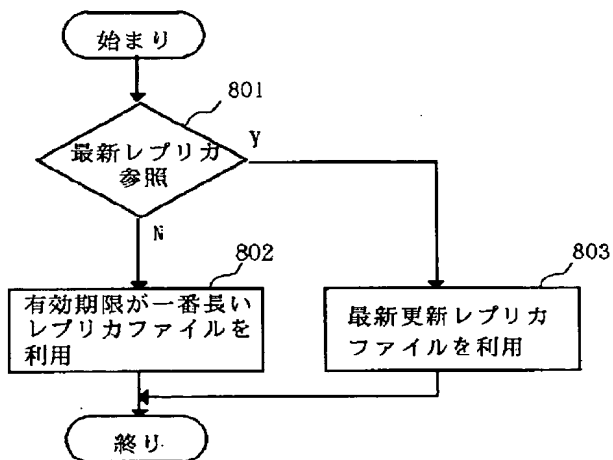 始まり
801
最新レプリカ
参照
Y
N
802
有効期限が一番長い
レプリカファイルを
利用
803
最新更新レプリカ
ファイルを利用
終り